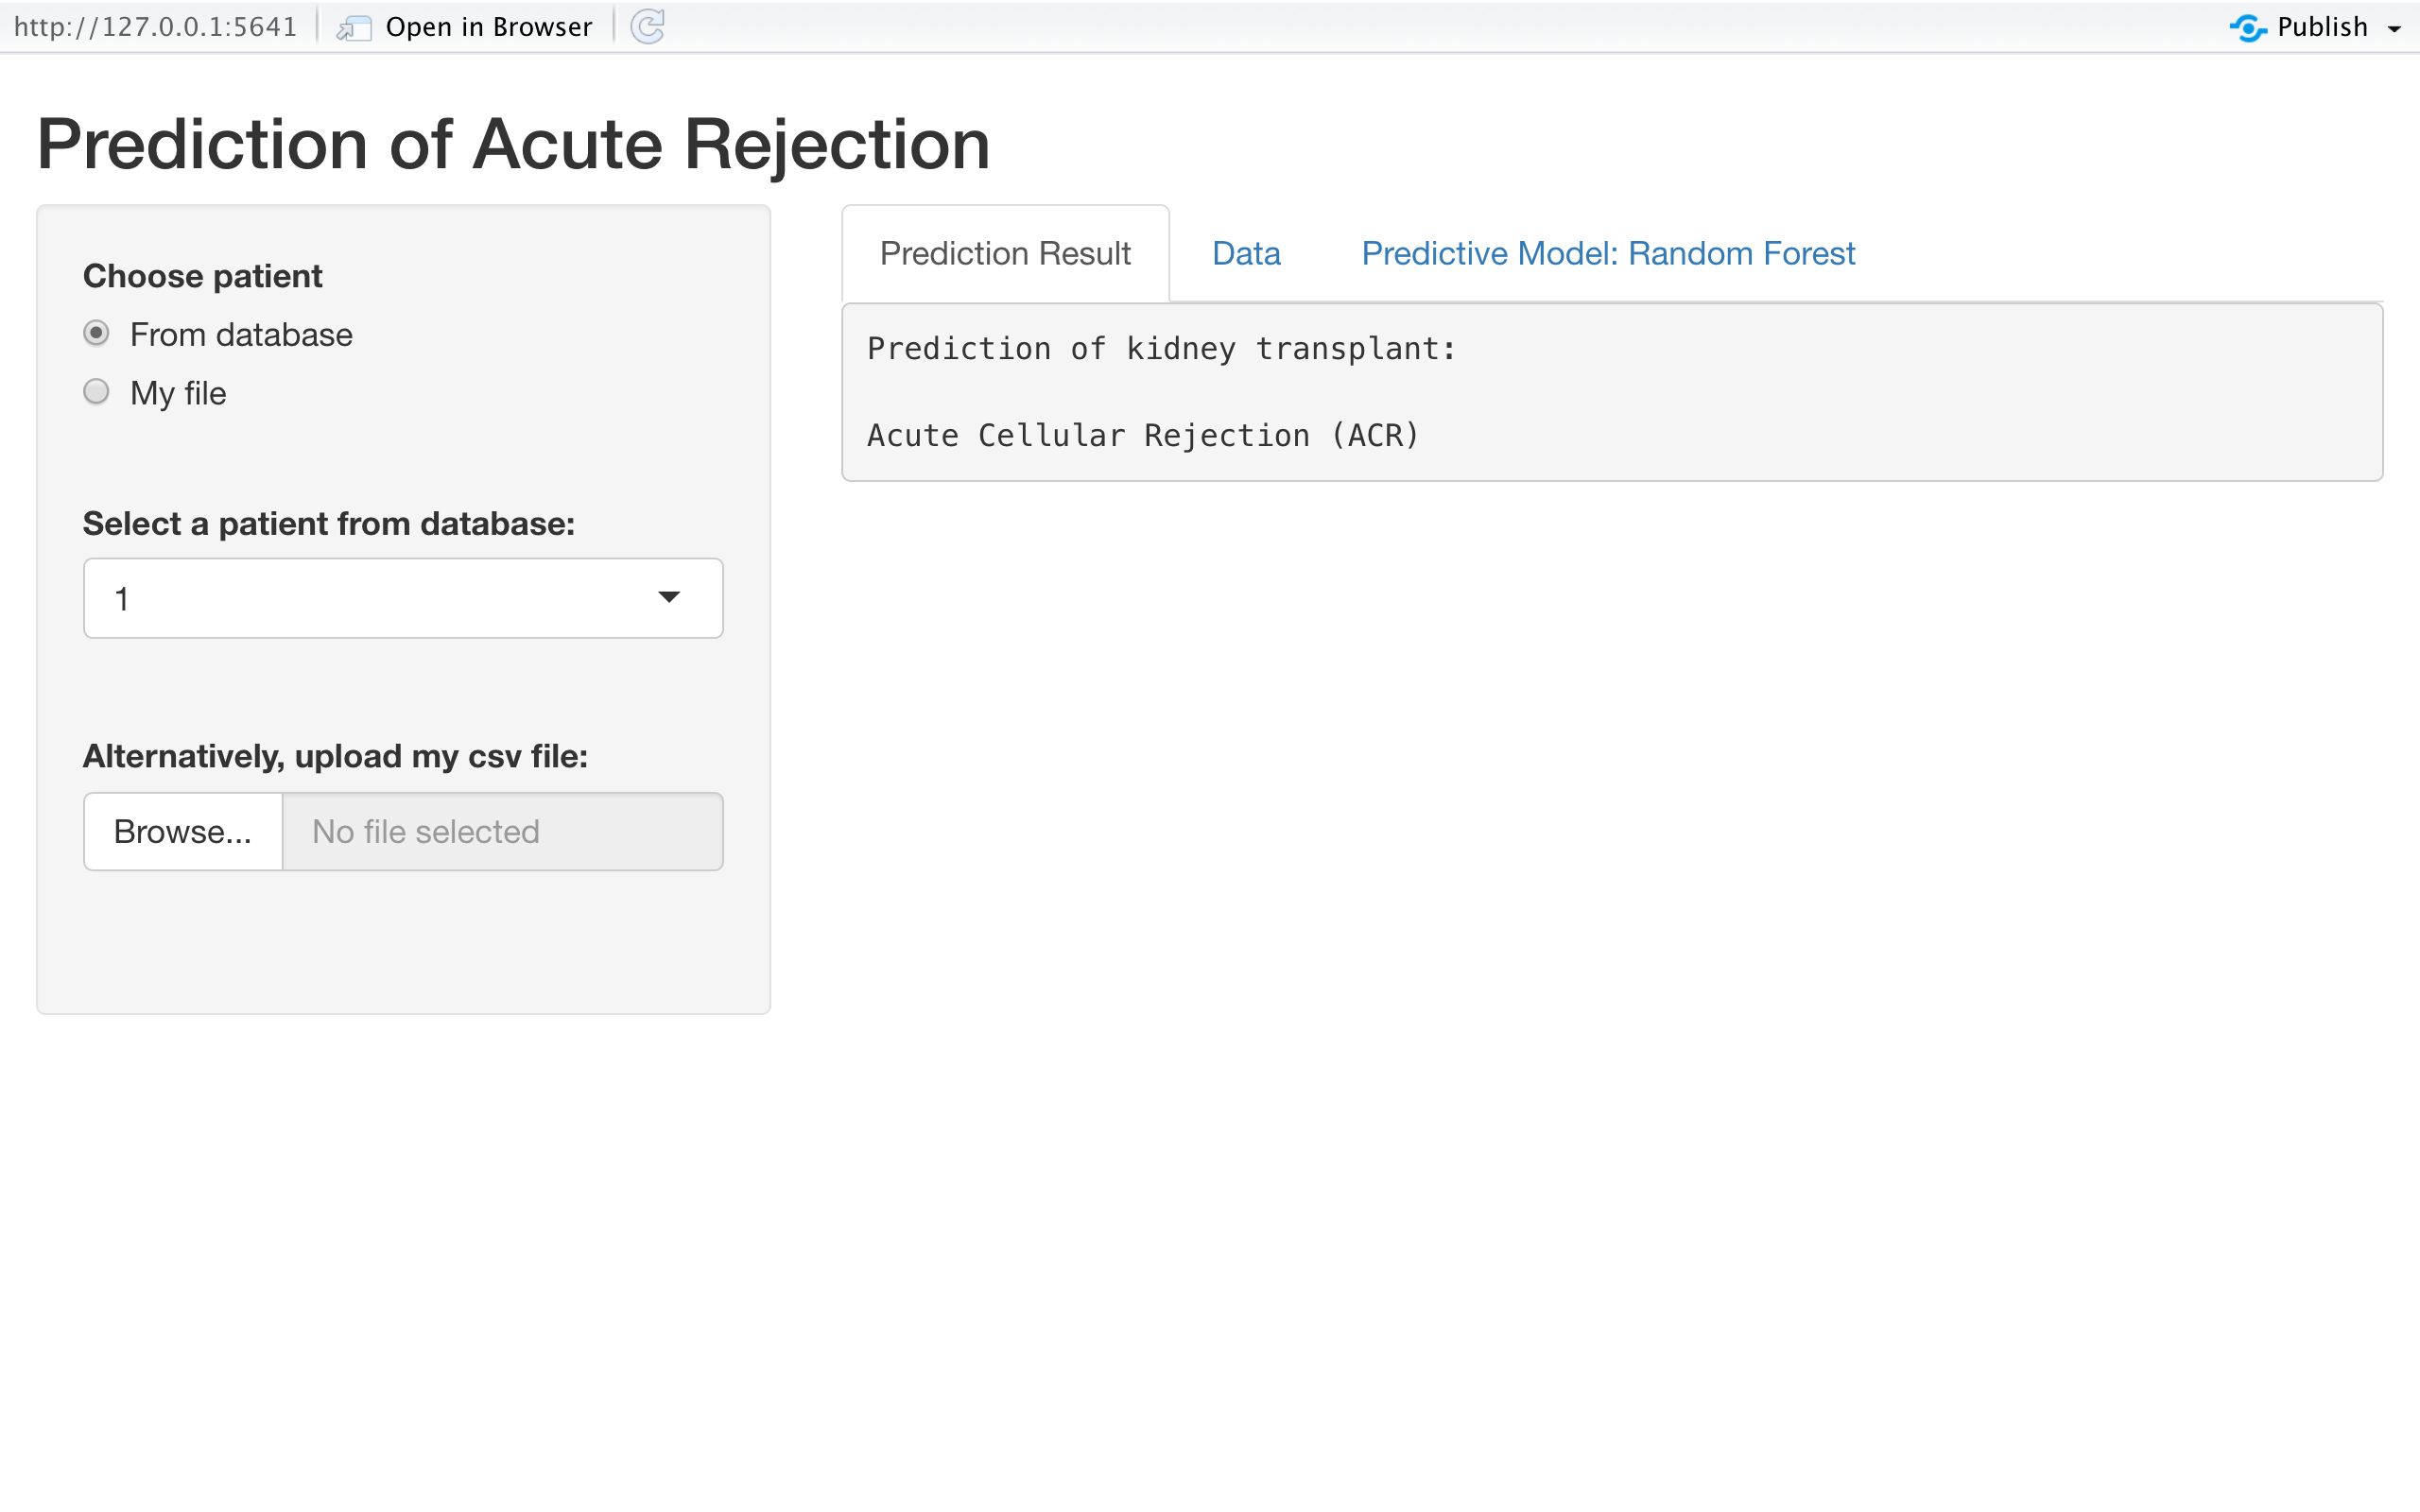 http://127.0.0.1:5641 Open in Browser Publish
Prediction of Acute Rejection
Choose patient
From database
My file
Select a patient from database:
1
Alternatively, upload my csv file:
Browse... No file selected
Prediction Result Data Predictive Model: Random Forest
Prediction of kidney transplant:
Acute Cellular Rejection (ACR)